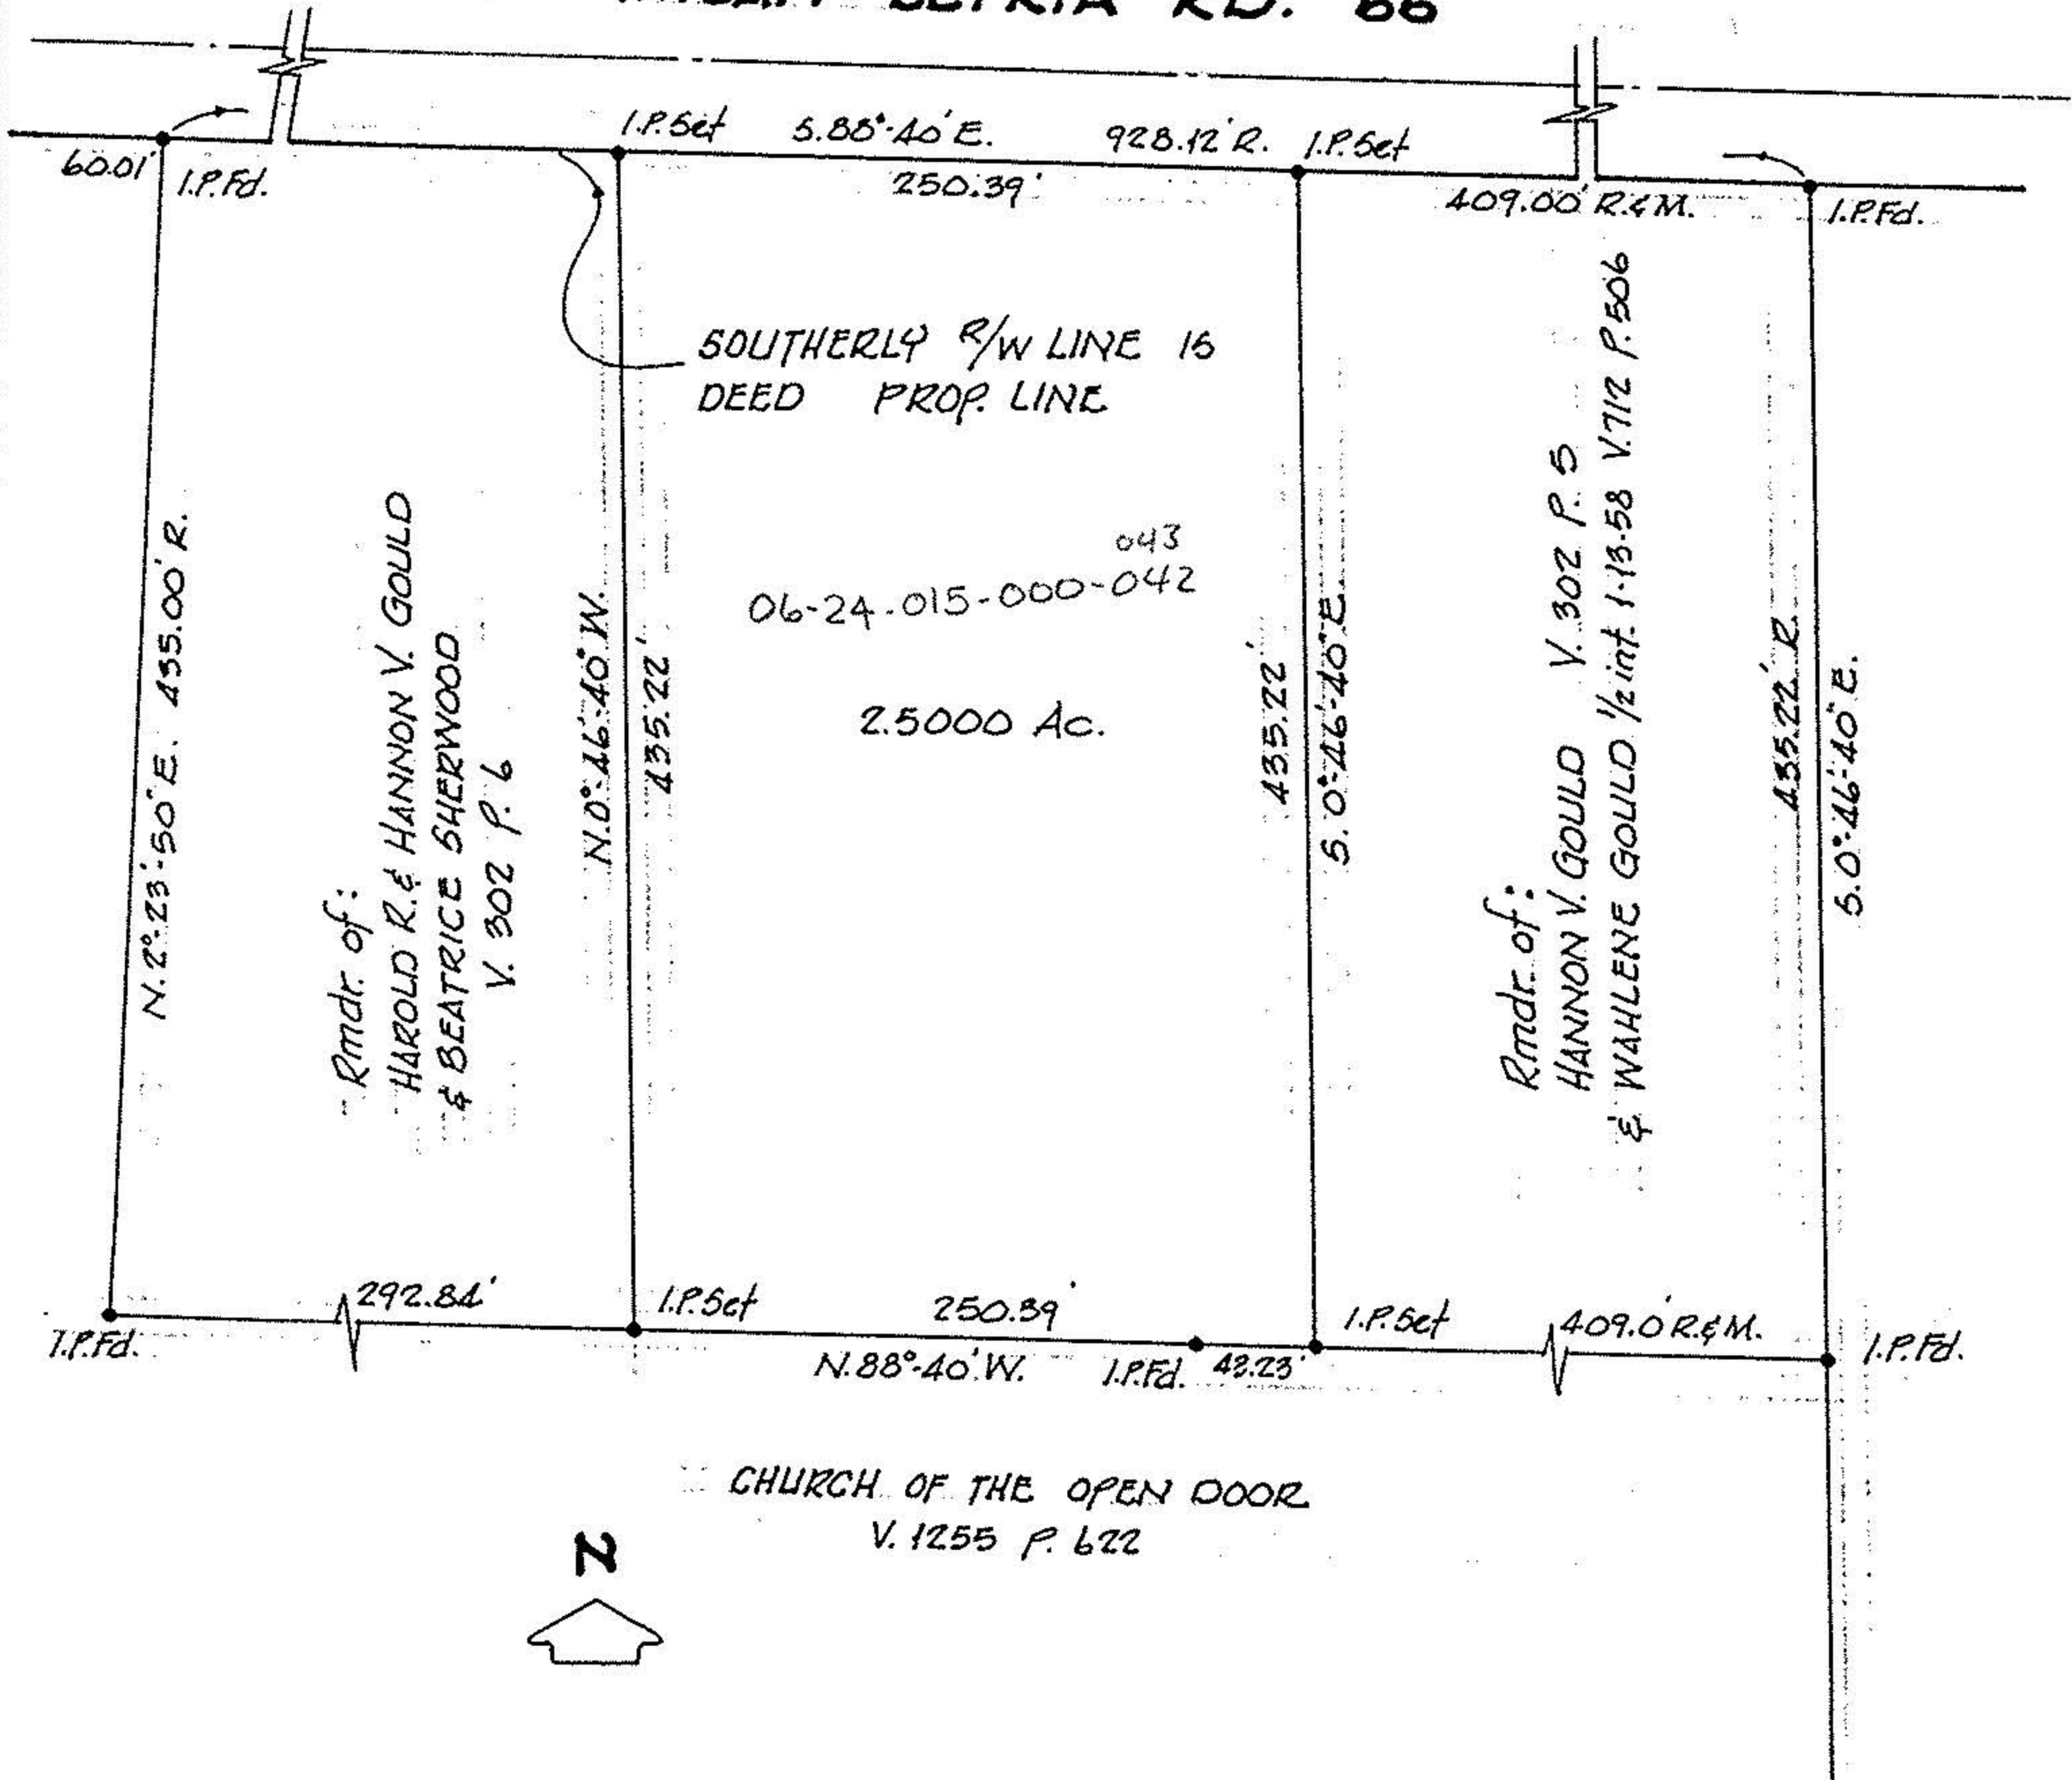 ELYRIA RD. 66'
I.P.Set S.88°-40'E. 928.12'R. I.P.Set
60.01' I.P.Fd.
250.39'
409.00' R.&M. I.P.Fd.
SOUTHERLY R/W LINE IS
DEED PROP. LINE
N.2°-23'-50"E. 435.00'R.
Rmdr. of:
HAROLD R. & HANNON V. GOULD
& BEATRICE SHERWOOD
V. 302 P. 6
N.0°-46'-40"W.
435.22'
043
06-24-015-000-042
2.5000 Ac.
435.22'
S.0°-46'-40"E.
Rmdr. of:
HANNON V. GOULD V. 302 P. 5
& WAHLENE GOULD 1/2 int. 1-13-58 V.712 P.506
435.22' R.
S.0°-46'-40"E.
I.P.Fd. 292.84' I.P.Set 250.39' I.P.Set 409.0'R.&M. I.P.Fd.
N.88°-40'W. I.P.Fd. 43.23'
CHURCH OF THE OPEN DOOR
V. 1255 P. 622
N